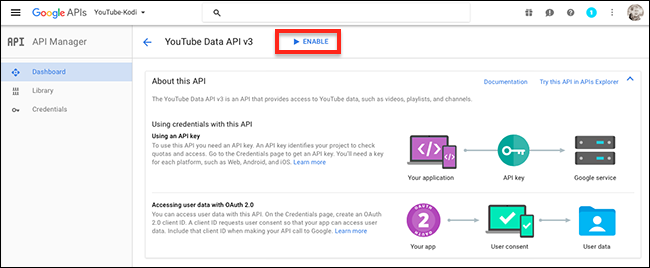 Google APIs YouTube-Kodi
1
API API Manager
YouTube Data API v3
ENABLE
Dashboard
Library
Credentials
About this API
Documentation Try this API in APIs Explorer
The YouTube Data API v3 is an API that provides access to YouTube data, such as videos, playlists, and channels.
Using credentials with this API
Using an API key
To use this API you need an API key. An API key identifies your project to
check quotas and access. Go to the Credentials page to get an API key. You'll need a key
for each platform, such as Web, Android, and iOS. Learn more
Your application
API key
Google service
Accessing user data with OAuth 2.0
You can access user data with this API. On the Credentials page, create an OAuth
2.0 client ID. A client ID requests user consent so that your app can access user
data. Include that client ID when making your API call to Google. Learn more
OAUTH
2
OAUTH
Your app
User consent
User data